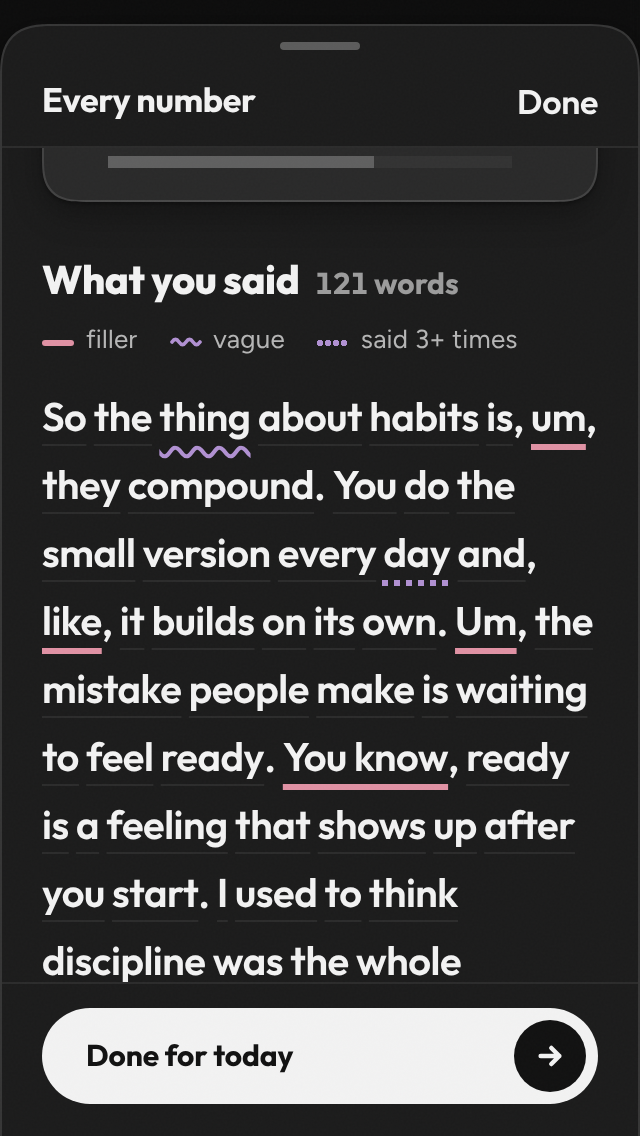 Every number
Done
What you said 121 words
filler vague said 3+ times
So the thing about habits is, um,
they compound. You do the
small version every day and,
like, it builds on its own. Um, the
mistake people make is waiting
to feel ready. You know, ready
is a feeling that shows up after
you start. I used to think
discipline was the whole
Done for today